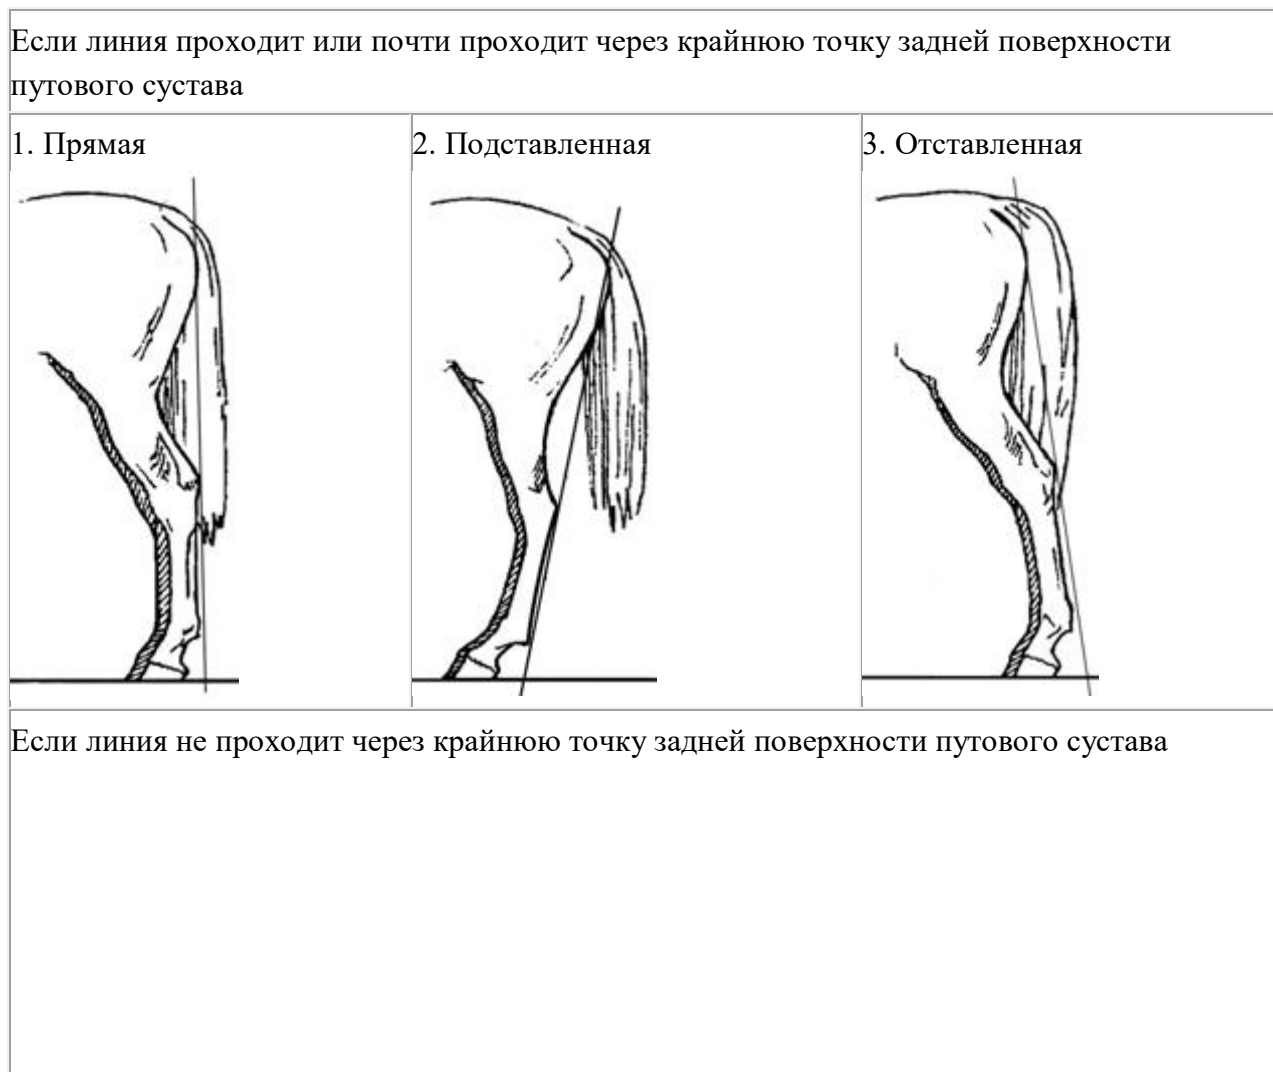 Если линия проходит или почти проходит через крайнюю точку задней поверхности
путового сустава
1. Прямая
2. Подставленная
3. Отставленная
Если линия не проходит через крайнюю точку задней поверхности путового сустава